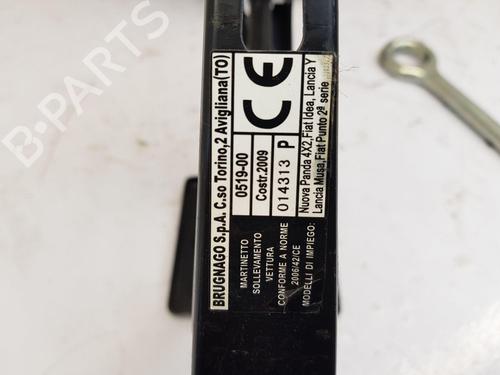 BRUGNAGO S.p.A. C.so Torino,2 Avigliana(TO)
MARTINETTO
SOLLEVAMENTO
VETTURA
CONFORME A NORME
2006/42/CE
0519-00
Costr.2009
014313 P
CE
MODELLI DI IMPIEGO:
Nuova Panda 4X2,Fiat Idea, Lancia Y
Lancia Musa,Fiat Punto 2ª serie
B-PARTS